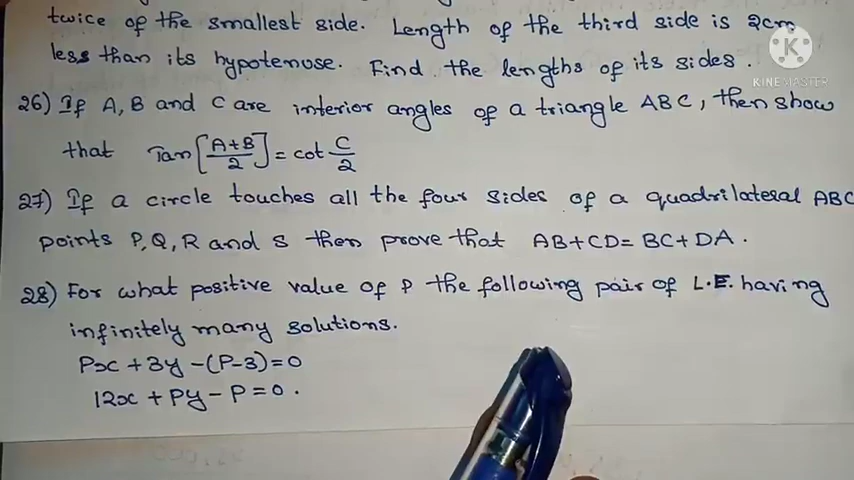 twice of the smallest side. Length of the third side is 2cm
less than its hypotenuse. Find the lengths of its sides.
KINEMASTER
26) If A, B and C are interior angles of a triangle ABC, then show
that Tan[A+B/2] = cot C/2
27) If a circle touches all the four sides of a quadrilateral ABC
points P, Q, R and S then prove that AB+CD= BC+DA.
28) For what positive value of P the following pair of L.E. having
infinitely many solutions.
Px + 3y - (P-3) = 0
12x + Py - P = 0.